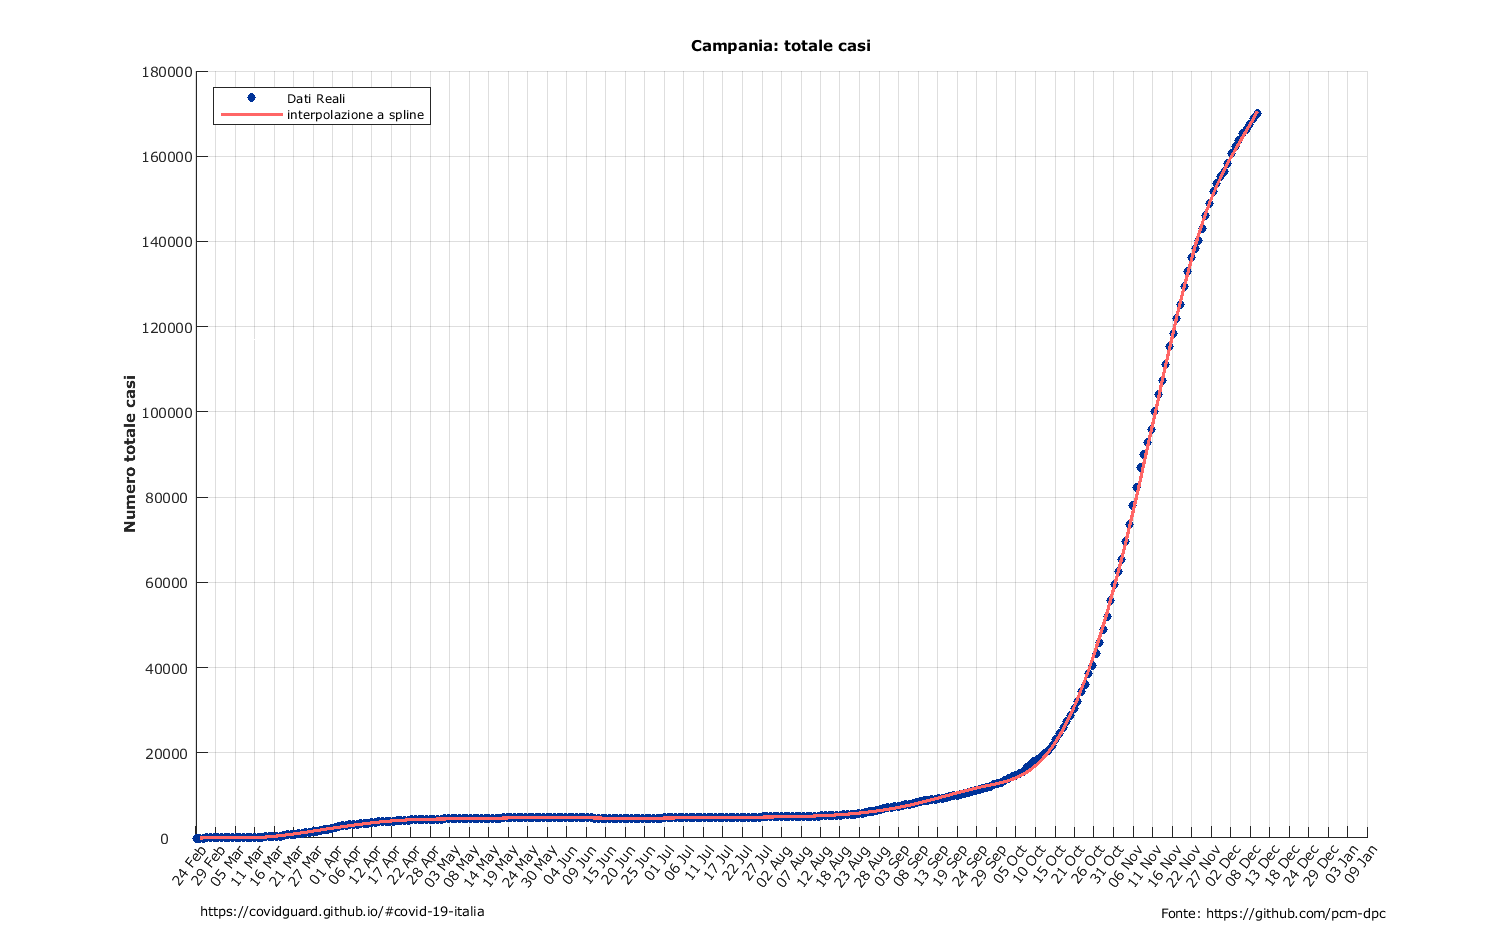 Campania: totale casi
Dati Reali
interpolazione a spline
Numero totale casi
180000
160000
140000
120000
100000
80000
60000
40000
20000
0
24 Feb
29 Feb
05 Mar
11 Mar
16 Mar
21 Mar
27 Mar
01 Apr
06 Apr
12 Apr
17 Apr
22 Apr
28 Apr
03 May
08 May
14 May
19 May
24 May
30 May
04 Jun
09 Jun
15 Jun
20 Jun
25 Jun
01 Jul
06 Jul
11 Jul
17 Jul
22 Jul
27 Jul
02 Aug
07 Aug
12 Aug
18 Aug
23 Aug
28 Aug
03 Sep
08 Sep
13 Sep
19 Sep
24 Sep
29 Sep
05 Oct
10 Oct
15 Oct
21 Oct
26 Oct
31 Oct
06 Nov
11 Nov
16 Nov
22 Nov
27 Nov
02 Dec
08 Dec
13 Dec
18 Dec
24 Dec
29 Dec
03 Jan
09 Jan
https://covidguard.github.io/#covid-19-italia
Fonte: https://github.com/pcm-dpc